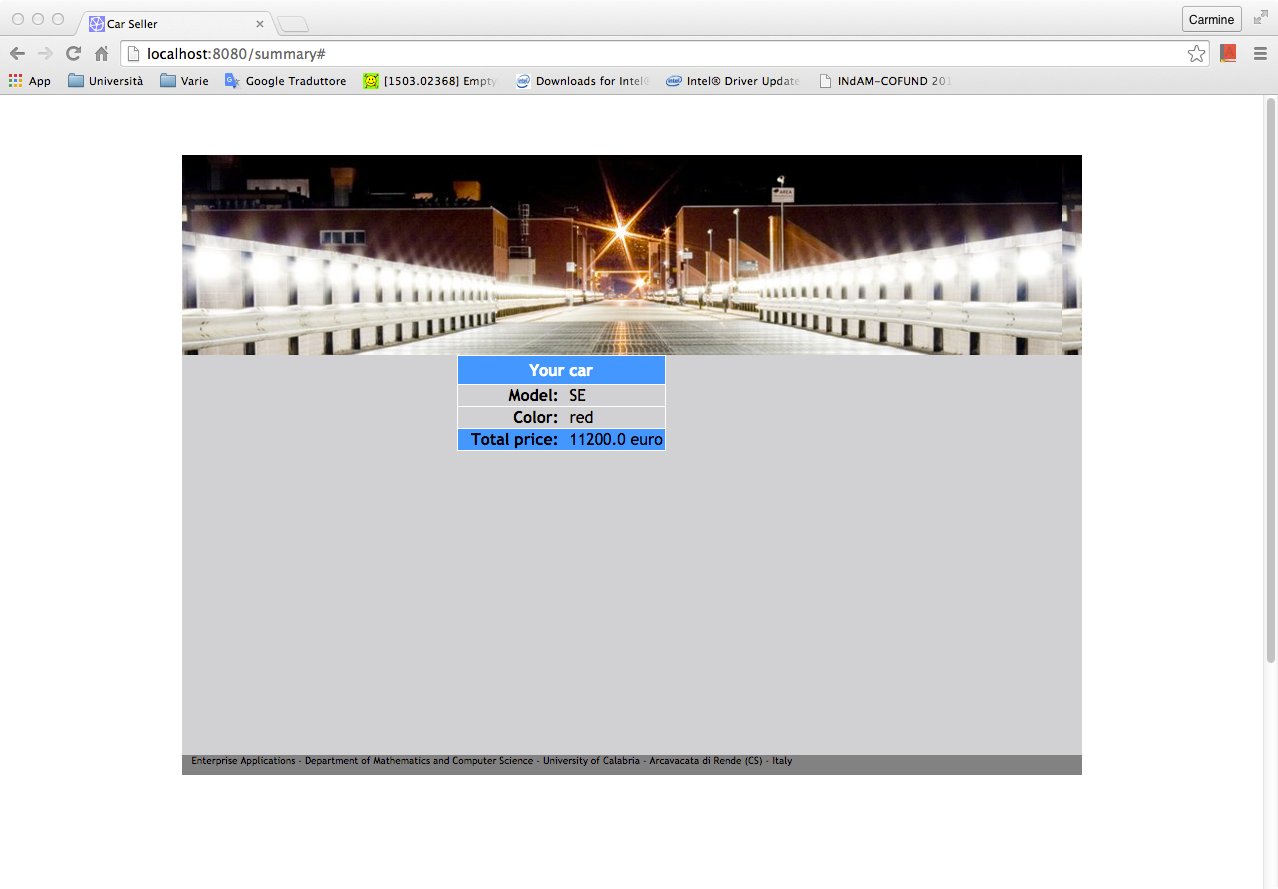 Car Seller
Carmine
localhost:8080/summary#
App Università Varie Google Traduttore [1503.02368] Empty Downloads for Intel® Intel® Driver Update INdAM-COFUND 201
AREA
Your car
Model: SE
Color: red
Total price: 11200.0 euro
Enterprise Applications - Department of Mathematics and Computer Science - University of Calabria - Arcavacata di Rende (CS) - Italy